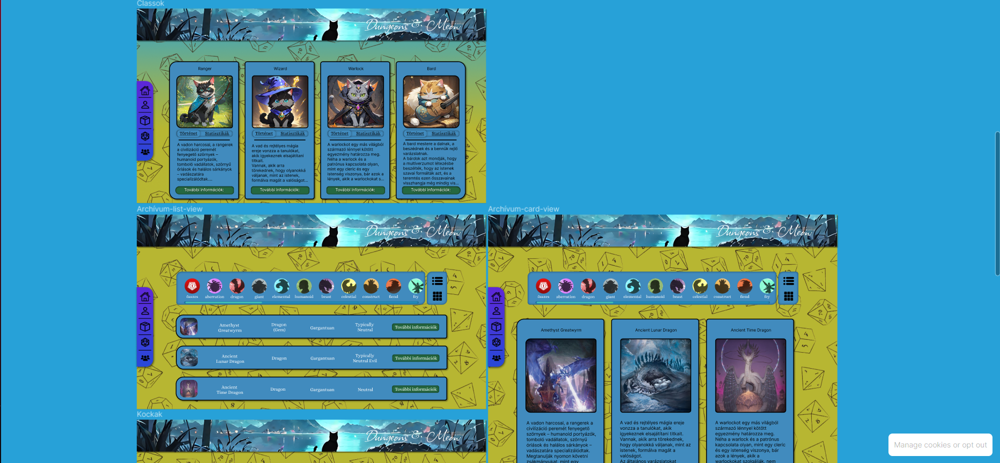 Classok
Dungeons & Meon
Ranger
Történet Statisztikák
A vadon harcosai, a rangerek
a civilizáció peremét
fenyegető szörnyek –
humanoid portyázók,
tomboló vadállatok, szörnyű
óriások és halálos sárkányok
– vadászatára
specializálódtak....
További információk:
Wizard
Történet Statisztikák
A vad és rejtélyes mágia
ereje vonzza a tanulókat,
akik igyekeznek elsajátítani
titkait.
Vannak, akik arra
törekednek, hogy olyanokká
váljanak, mint az istenek,
formálva magát a valóságot...
További információk:
Warlock
Történet Statisztikák
A warlockot egy más világból
származó lénnyel kötött
egyezmény határozza meg.
Néha a warlock és a
patrónus kapcsolata olyan,
mint egy cleric és egy
istenség viszonya, bár azok a
lények, akik a warlockokat s...
További információk:
Bard
Történet Statisztikák
A bard mestere a dalnak, a
beszédnek és a bennük rejlő
varázslatnak.
A bárdok azt mondják, hogy
a multiverzumot létezésbe
beszélték, hogy az istenek
szavai formálták azt, és a
teremtés ezen ősszavainak
visszhangja még mindig vis...
További információk:
Archívum-list-view
Dungeons & Meon
összes aberration dragon giant elemental humanoid beast celestial construct fiend fey
Amethyst
Greatwyrm
Dragon
(Gem)
Gargantuan
Typically
Neutral
További információk
Ancient
Lunar Dragon
Dragon
Gargantuan
Typically
Neutral Evil
További információk
Ancient
Time Dragon
Dragon
Gargantuan
Neutral
További információk
Archívum-card-view
Dungeons & Meon
összes aberration dragon giant elemental humanoid beast celestial construct fiend fey
Amethyst Greatwyrm
A vadon harcosai, a rangerek a
civilizáció peremét fenyegető
szörnyek – humanoid portyázók,
tomboló vadállatok, szörnyű
óriások és halálos sárkányok –
vadászatára specializálódtak.
Megtanulják nyomon követni
zsákmányukat, mint egy
Ancient Lunar Dragon
A vad és rejtélyes mágia ereje
vonzza a tanulókat, akik
igyekeznek elsajátítani titkait.
Vannak, akik arra törekednek,
hogy olyanokká váljanak, mint az
istenek, formálva magát a
valóságot.
Az általános varázslatokat
Ancient Time Dragon
A warlockot egy más világból
származó lénnyel kötött
egyezmény határozza meg.
Néha a warlock és a patrónus
kapcsolata olyan, mint egy cleric
és egy istenség viszonya, bár
azok a lények, akik a
warlockokat szolgálják, nem
Kockak
Dungeons & Meon
Manage cookies or opt out